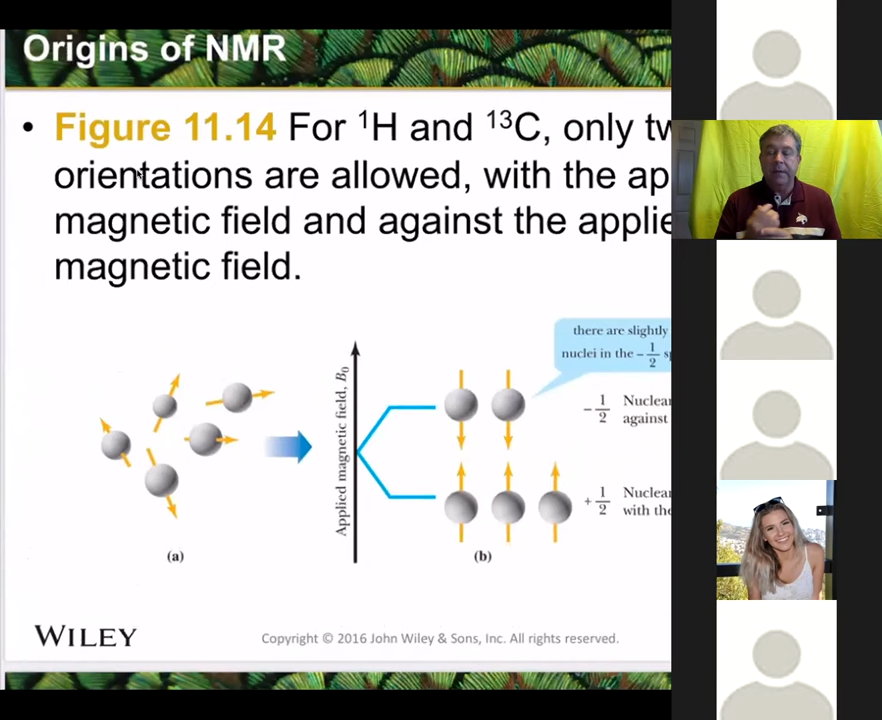 Origins of NMR
• Figure 11.14 For ¹H and ¹³C, only tw
orientations are allowed, with the ap
magnetic field and against the applie
magnetic field.
there are slightly
nuclei in the -1/2 s
Applied magnetic field, B₀
-1/2 Nuclear
against
+1/2 Nuclear
with the
(a)
(b)
WILEY
Copyright © 2016 John Wiley & Sons, Inc. All rights reserved.